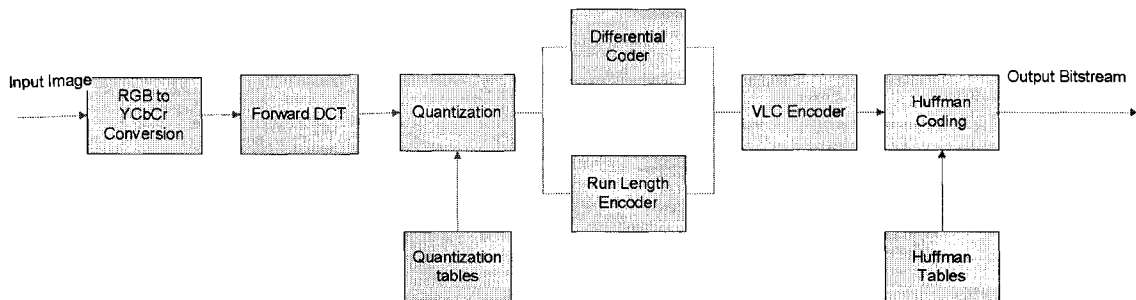 Input Image
RGB to
YCbCr
Conversion
Forward DCT
Quantization
Quantization
tables
Differential
Coder
Run Length
Encoder
VLC Encoder
Huffman
Coding
Huffman
Tables
Output Bitstream